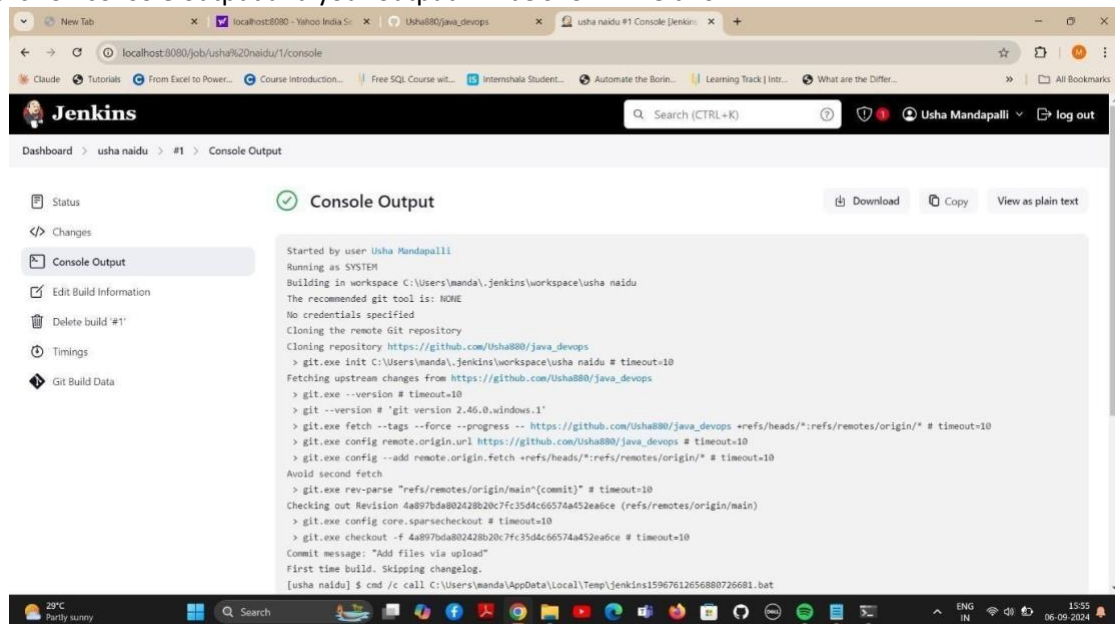 New Tab
localhost:8080 - Yahoo India Se
Usha880/java_devops
usha naidu #1 Console [Jenkins
localhost:8080/job/usha%20naidu/1/console
Claude
Tutorials
From Excel to Power...
Course Introduction...
Free SQL Course wit...
Internshala Student...
Automate the Borin...
Learning Track | Intr...
What are the Differ...
»
All Bookmarks
Jenkins
Search (CTRL+K)
1
Usha Mandapalli
log out
Dashboard > usha naidu > #1 > Console Output
Status
Changes
Console Output
Edit Build Information
Delete build '#1'
Timings
Git Build Data
Console Output
Download
Copy
View as plain text
Started by user Usha Mandapalli
Running as SYSTEM
Building in workspace C:\Users\manda\.jenkins\workspace\usha naidu
The recommended git tool is: NONE
No credentials specified
Cloning the remote Git repository
Cloning repository https://github.com/Usha880/java_devops
> git.exe init C:\Users\manda\.jenkins\workspace\usha naidu # timeout=10
Fetching upstream changes from https://github.com/Usha880/java_devops
> git.exe --version # timeout=10
> git --version # 'git version 2.46.0.windows.1'
> git.exe fetch --tags --force --progress -- https://github.com/Usha880/java_devops +refs/heads/*:refs/remotes/origin/* # timeout=10
> git.exe config remote.origin.url https://github.com/Usha880/java_devops # timeout=10
> git.exe config --add remote.origin.fetch +refs/heads/*:refs/remotes/origin/* # timeout=10
Avoid second fetch
> git.exe rev-parse "refs/remotes/origin/main^{commit}" # timeout=10
Checking out Revision 4a897bda802428b20c7fc35d4c66574a452ea6ce (refs/remotes/origin/main)
> git.exe config core.sparsecheckout # timeout=10
> git.exe checkout -f 4a897bda802428b20c7fc35d4c66574a452ea6ce # timeout=10
Commit message: "Add files via upload"
First time build. Skipping changelog.
[usha naidu] $ cmd /c call C:\Users\manda\AppData\Local\Temp\jenkins15967612656880726681.bat
29°C
Partly sunny
Search
ENG
IN
15:55
06-09-2024